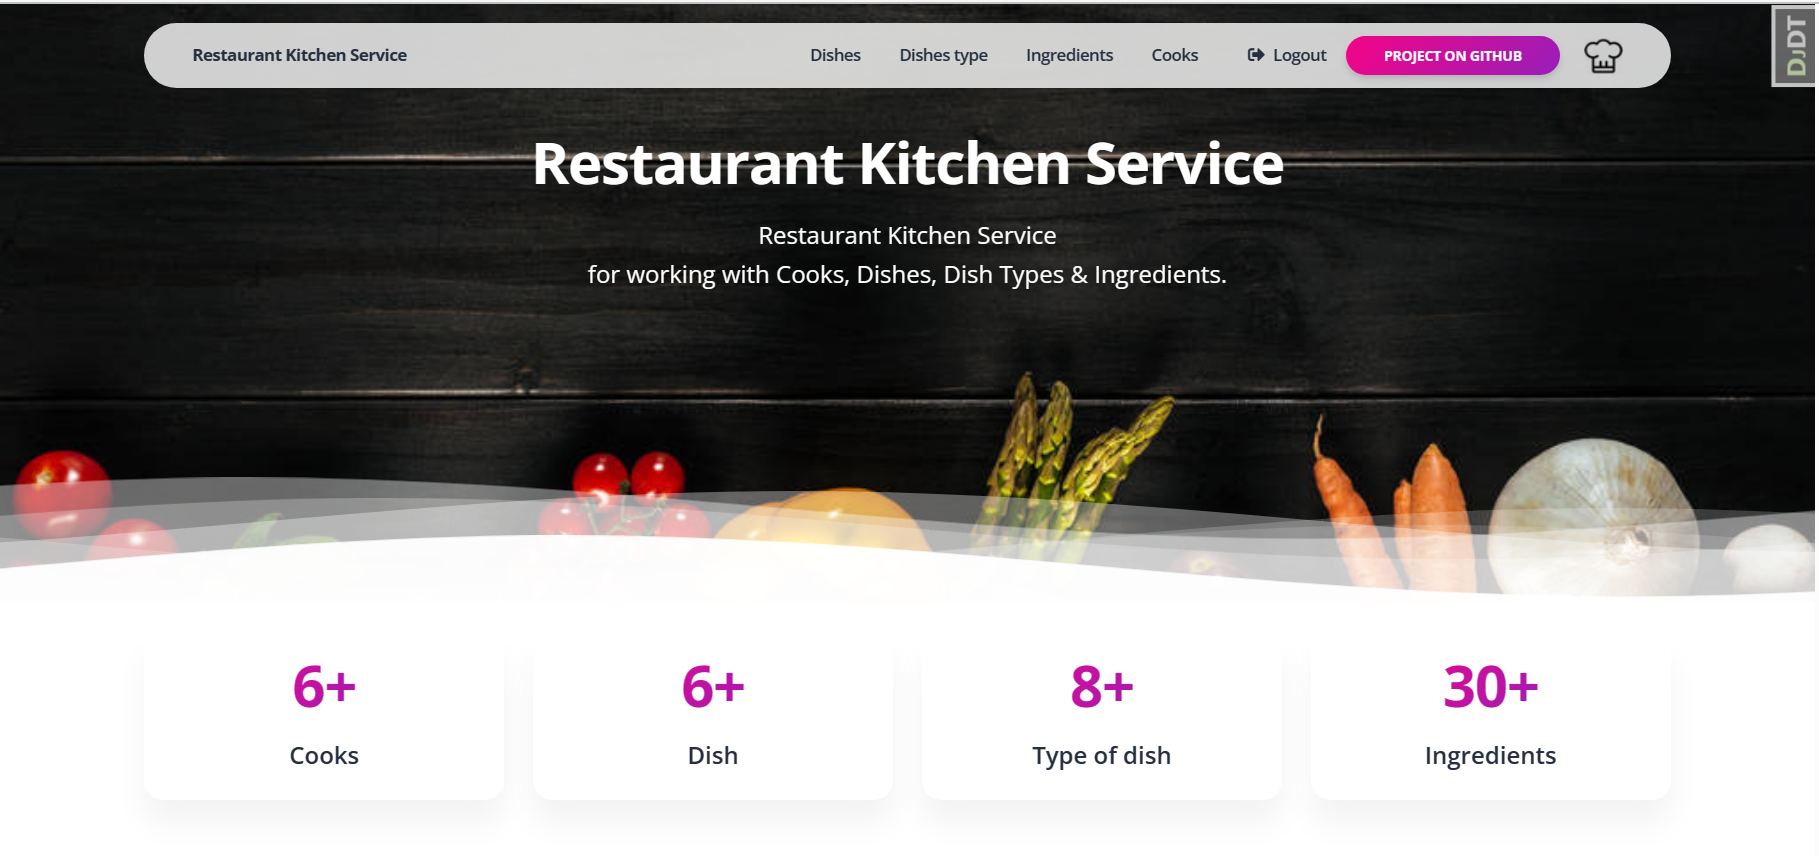 Restaurant Kitchen Service
Dishes
Dishes type
Ingredients
Cooks
Logout
PROJECT ON GITHUB
DJDT
Restaurant Kitchen Service
Restaurant Kitchen Service
for working with Cooks, Dishes, Dish Types & Ingredients.
6+
Cooks
6+
Dish
8+
Type of dish
30+
Ingredients